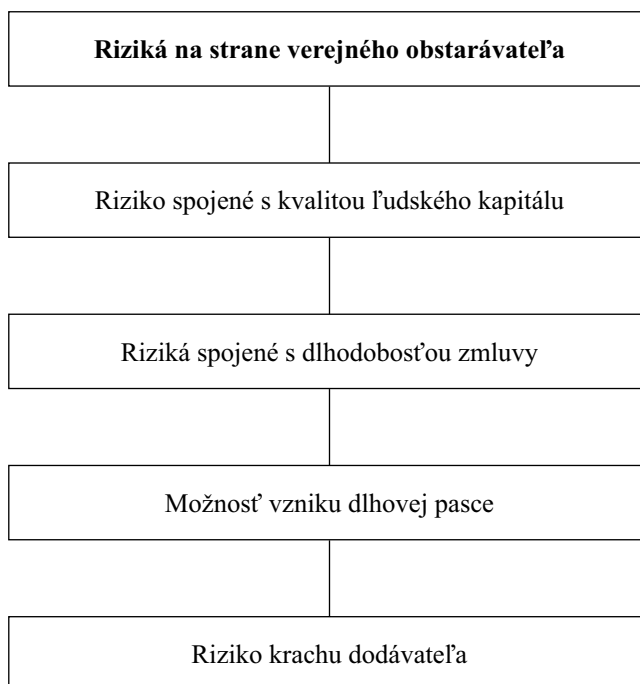 Riziká na strane verejného obstarávateľa
Riziko spojené s kvalitou ľudského kapitálu
Riziká spojené s dlhodobosťou zmluvy
Možnosť vzniku dlhovej pasce
Riziko krachu dodávateľa